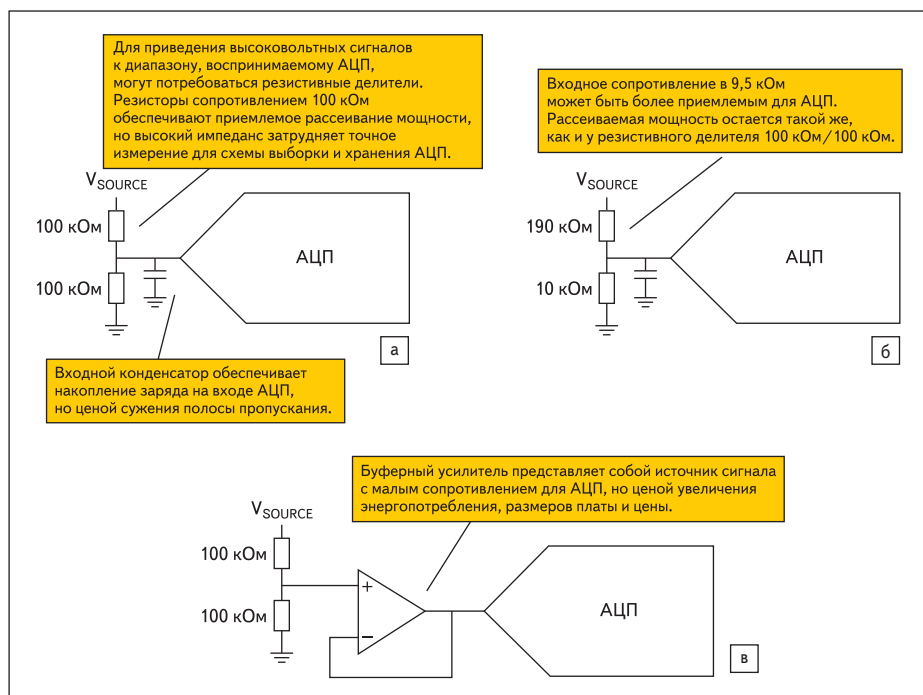 Для приведения высоковольтных сигналов
к диапазону, воспринимаемому АЦП,
могут потребоваться резистивные делители.
Резисторы сопротивлением 100 кОм
обеспечивают приемлемое рассеивание мощности,
но высокий импеданс затрудняет точное
измерение для схемы выборки и хранения АЦП.
VSOURCE
100 кОм
100 кОм
АЦП
а
Входной конденсатор обеспечивает
накопление заряда на входе АЦП,
но ценой сужения полосы пропускания.
Входное сопротивление в 9,5 кОм
может быть более приемлемым для АЦП.
Рассеиваемая мощность остается такой же,
как и у резистивного делителя 100 кОм/100 кОм.
VSOURCE
190 кОм
10 кОм
АЦП
б
Буферный усилитель представляет собой источник сигнала
с малым сопротивлением для АЦП, но ценой увеличения
энергопотребления, размеров платы и цены.
VSOURCE
100 кОм
100 кОм
+
−
АЦП
в